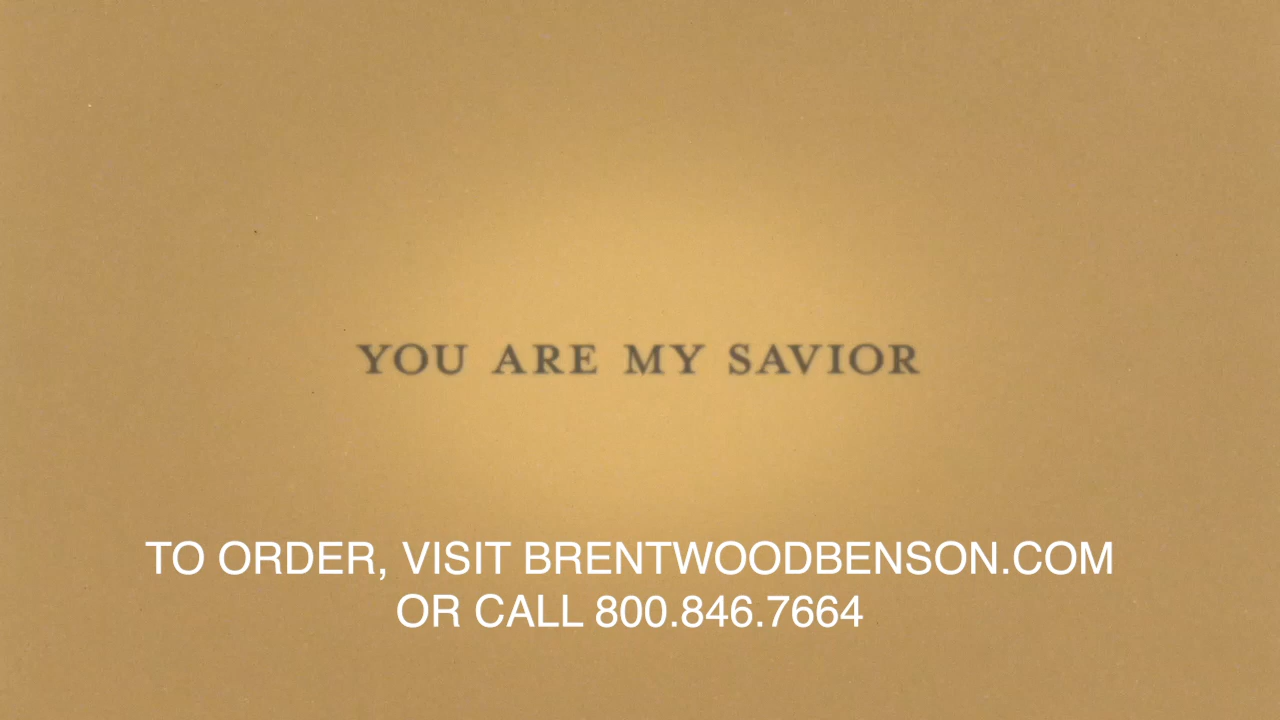 YOU ARE MY SAVIOR
TO ORDER, VISIT BRENTWOODBENSON.COM
OR CALL 800.846.7664